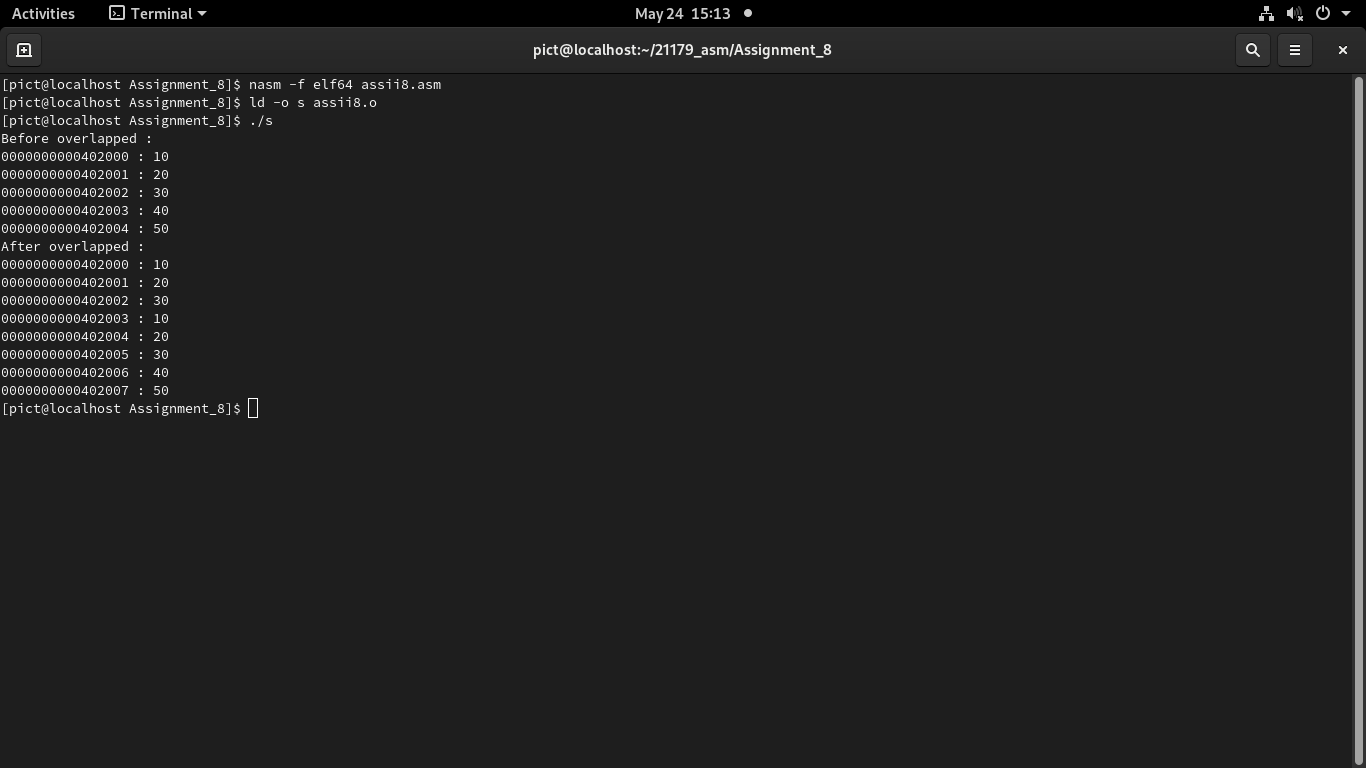 Activities Terminal May 24 15:13
pict@localhost:~/21179_asm/Assignment_8
[pict@localhost Assignment_8]$ nasm -f elf64 assii8.asm
[pict@localhost Assignment_8]$ ld -o s assii8.o
[pict@localhost Assignment_8]$ ./s
Before overlapped :
0000000000402000 : 10
0000000000402001 : 20
0000000000402002 : 30
0000000000402003 : 40
0000000000402004 : 50
After overlapped :
0000000000402000 : 10
0000000000402001 : 20
0000000000402002 : 30
0000000000402003 : 10
0000000000402004 : 20
0000000000402005 : 30
0000000000402006 : 40
0000000000402007 : 50
[pict@localhost Assignment_8]$